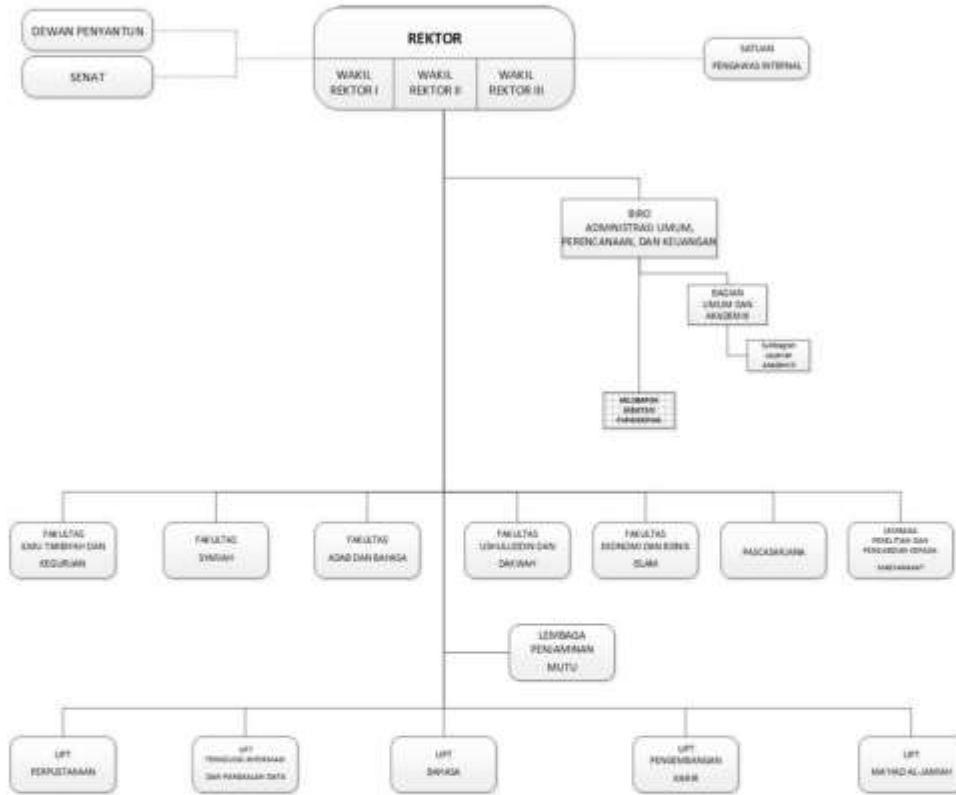 DEWAN PENYANTUN
SENAT
REKTOR
WAKIL
REKTOR I
WAKIL
REKTOR II
WAKIL
REKTOR III
SATUAN
PENGAWAS INTERNAL
BIRO
ADMINISTRASI UMUM,
PERENCANAAN, DAN KEUANGAN
BAGIAN
UMUM DAN
AKADEMIK
KELOMPOK
JABATAN
FAKULTAS
ILMU TARBIYAH DAN
KEGURUAN
FAKULTAS
SYARIAH
FAKULTAS
ADAB DAN BAHASA
FAKULTAS
USHULUDDIN DAN
DAKWAH
FAKULTAS
EKONOMI DAN BISNIS
ISLAM
PASCASARJANA
LEMBAGA
PENELITIAN DAN
PENGABDIAN KEPADA
MASYARAKAT
LEMBAGA
PENJAMINAN
MUTU
UPT
PERPUSTAKAAN
UPT
TEKNOLOGI INFORMASI
DAN PANGKALAN DATA
UPT
BAHASA
UPT
PENGEMBANGAN
KARIR
UPT
MA'HAD AL-JAMIAH